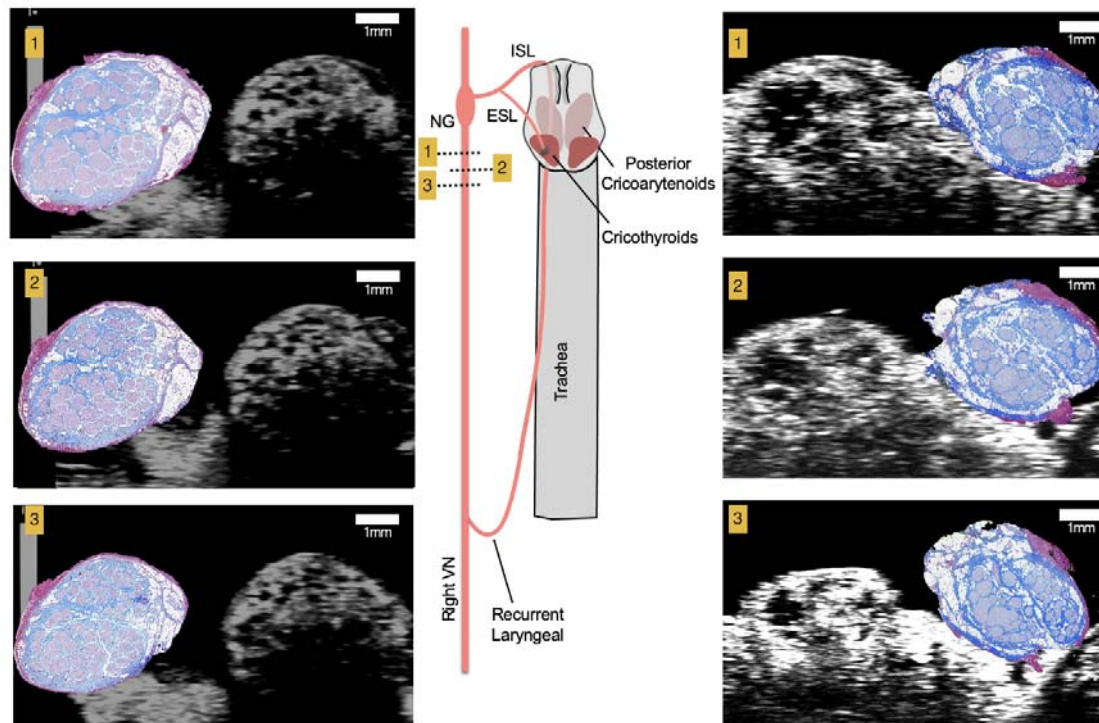 1
1mm
2
1mm
3
1mm
ISL
NG
ESL
1
2
3
Posterior
Cricoarytenoids
Cricothyroids
Trachea
Right VN
Recurrent
Laryngeal
1
1mm
2
1mm
3
1mm